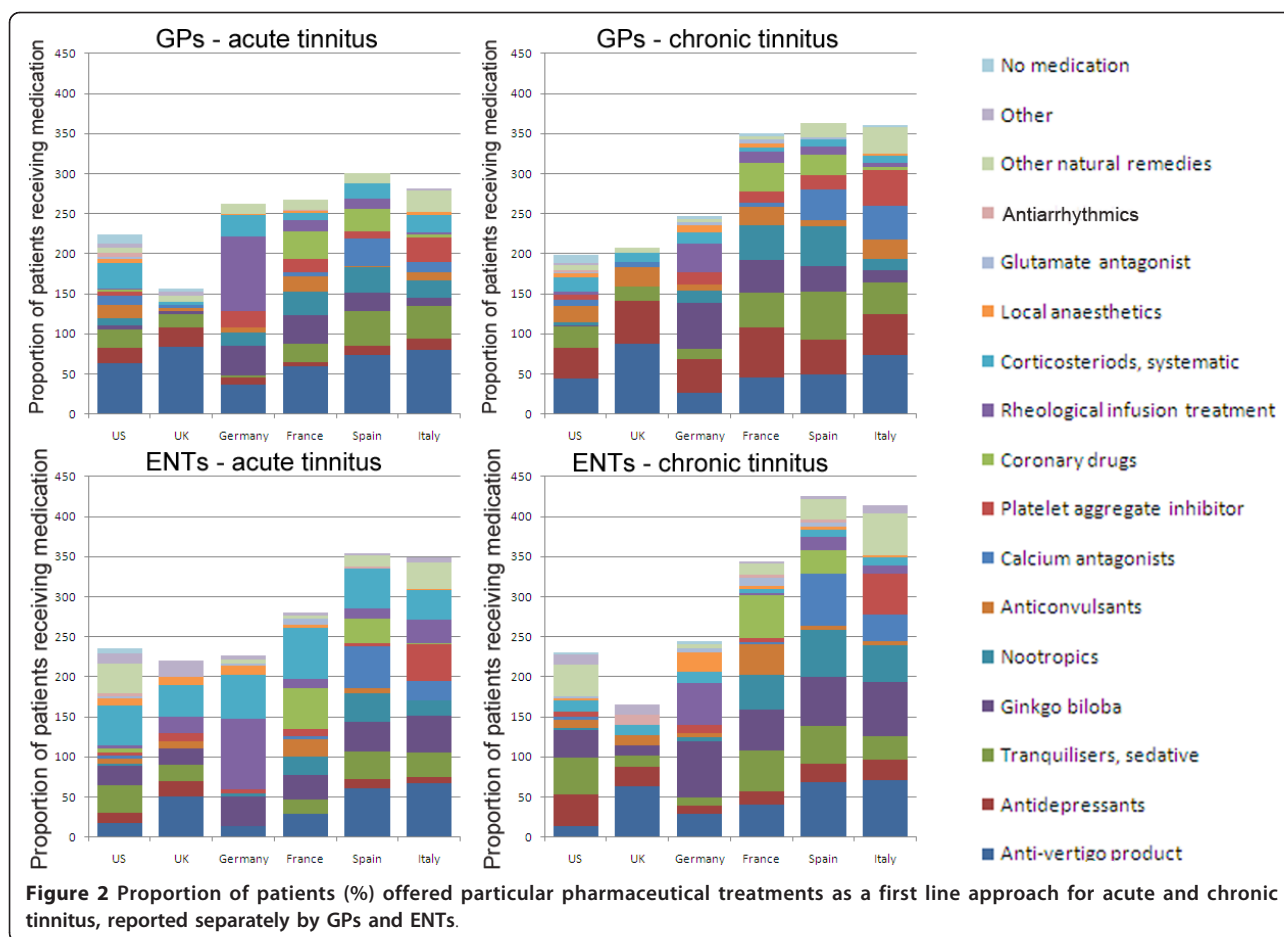 GPs - acute tinnitus
Proportion of patients receiving medication
450
400
350
300
250
200
150
100
50
0
US UK Germany France Spain Italy
GPs - chronic tinnitus
Proportion of patients receiving medication
450
400
350
300
250
200
150
100
50
0
US UK Germany France Spain Italy
ENTs - acute tinnitus
Proportion of patients receiving medication
450
400
350
300
250
200
150
100
50
0
US UK Germany France Spain Italy
ENTs - chronic tinnitus
Proportion of patients receiving medication
450
400
350
300
250
200
150
100
50
0
US UK Germany France Spain Italy
No medication
Other
Other natural remedies
Antiarrhythmics
Glutamate antagonist
Local anaesthetics
Corticosteriods, systematic
Rheological infusion treatment
Coronary drugs
Platelet aggregate inhibitor
Calcium antagonists
Anticonvulsants
Nootropics
Ginkgo biloba
Tranquilisers, sedative
Antidepressants
Anti-vertigo product
Figure 2 Proportion of patients (%) offered particular pharmaceutical treatments as a first line approach for acute and chronic
tinnitus, reported separately by GPs and ENTs.